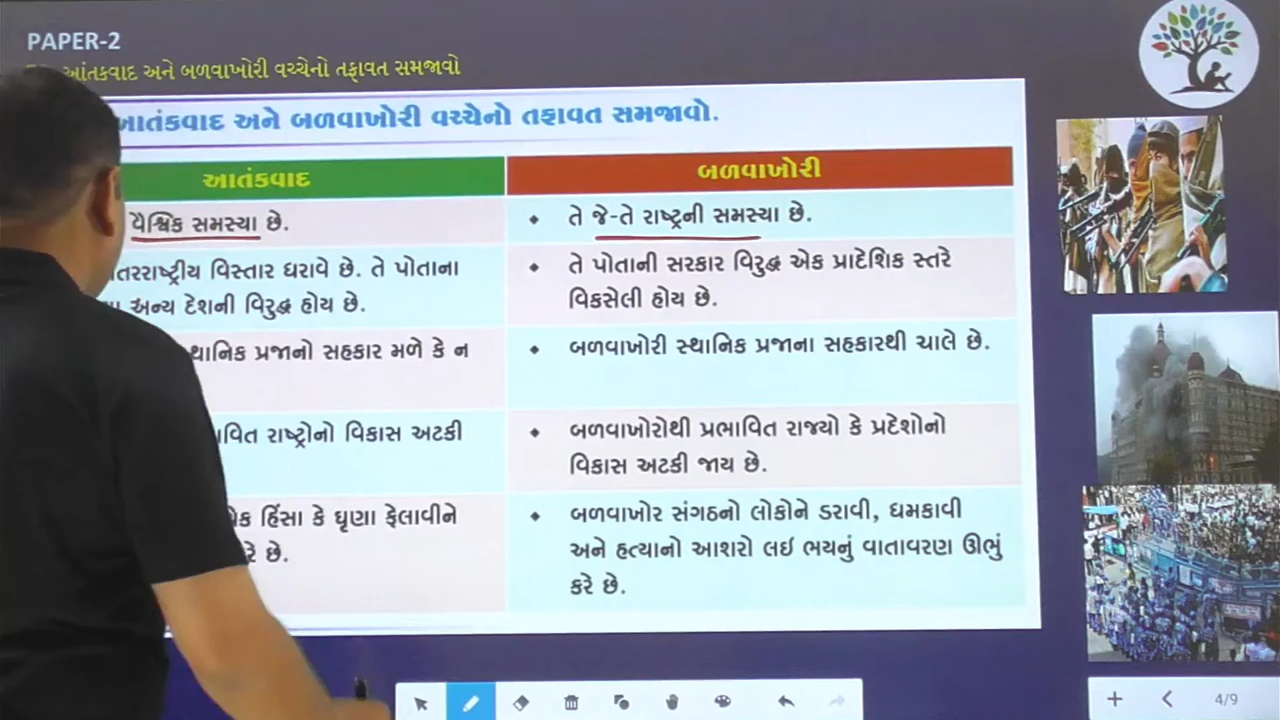 PAPER-2
આંતકવાદ અને બળવાખોરી વચ્ચેનો તફાવત સમજાવો
આતંકવાદ અને બળવાખોરી વચ્ચેનો તફાવત સમજાવો.
આતંકવાદ
બળવાખોરી
વૈશ્વિક સમસ્યા છે.
• તે જે-તે રાષ્ટ્રની સમસ્યા છે.
વિસ્તાર ધરાવે છે. તે પોતાના
અન્ય દેશની વિરુદ્ધ હોય છે.
• તે પોતાની સરકાર વિરુદ્ધ એક પ્રાદેશિક સ્તરે
વિકસેલી હોય છે.
પ્રજાનો સહકાર મળે કે ન
• બળવાખોરી સ્થાનિક પ્રજાના સહકારથી ચાલે છે.
રાષ્ટ્રોનો વિકાસ અટકી
• બળવાખોરોથી પ્રભાવિત રાજ્યો કે પ્રદેશોનો
વિકાસ અટકી જાય છે.
હિંસા કે ઘૃણા ફેલાવીને
છે.
• બળવાખોર સંગઠનો લોકોને ડરાવી, ધમકાવી
અને હત્યાનો આશરો લઇ ભયનું વાતાવરણ ઊભું
કરે છે.
4/9